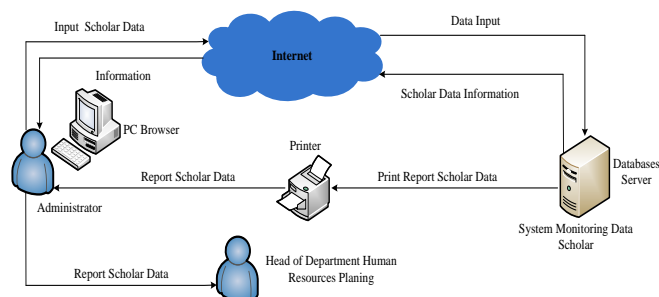 Input Scholar Data
Data Input
Internet
Information
Scholar Data Information
PC Browser
Printer
Databases
Server
Report Scholar Data
Print Report Scholar Data
Administrator
System Monitoring Data
Scholar
Head of Department Human
Resources Planing
Report Scholar Data